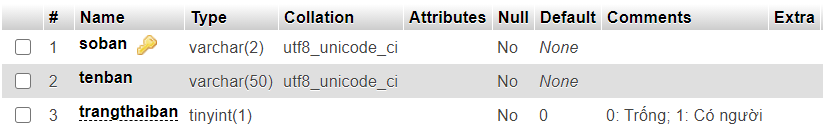 # Name Type Collation Attributes Null Default Comments Extra
1 soban varchar(2) utf8_unicode_ci No None
2 tenban varchar(50) utf8_unicode_ci No None
3 trangthaiban tinyint(1) No 0 0: Trống; 1: Có người